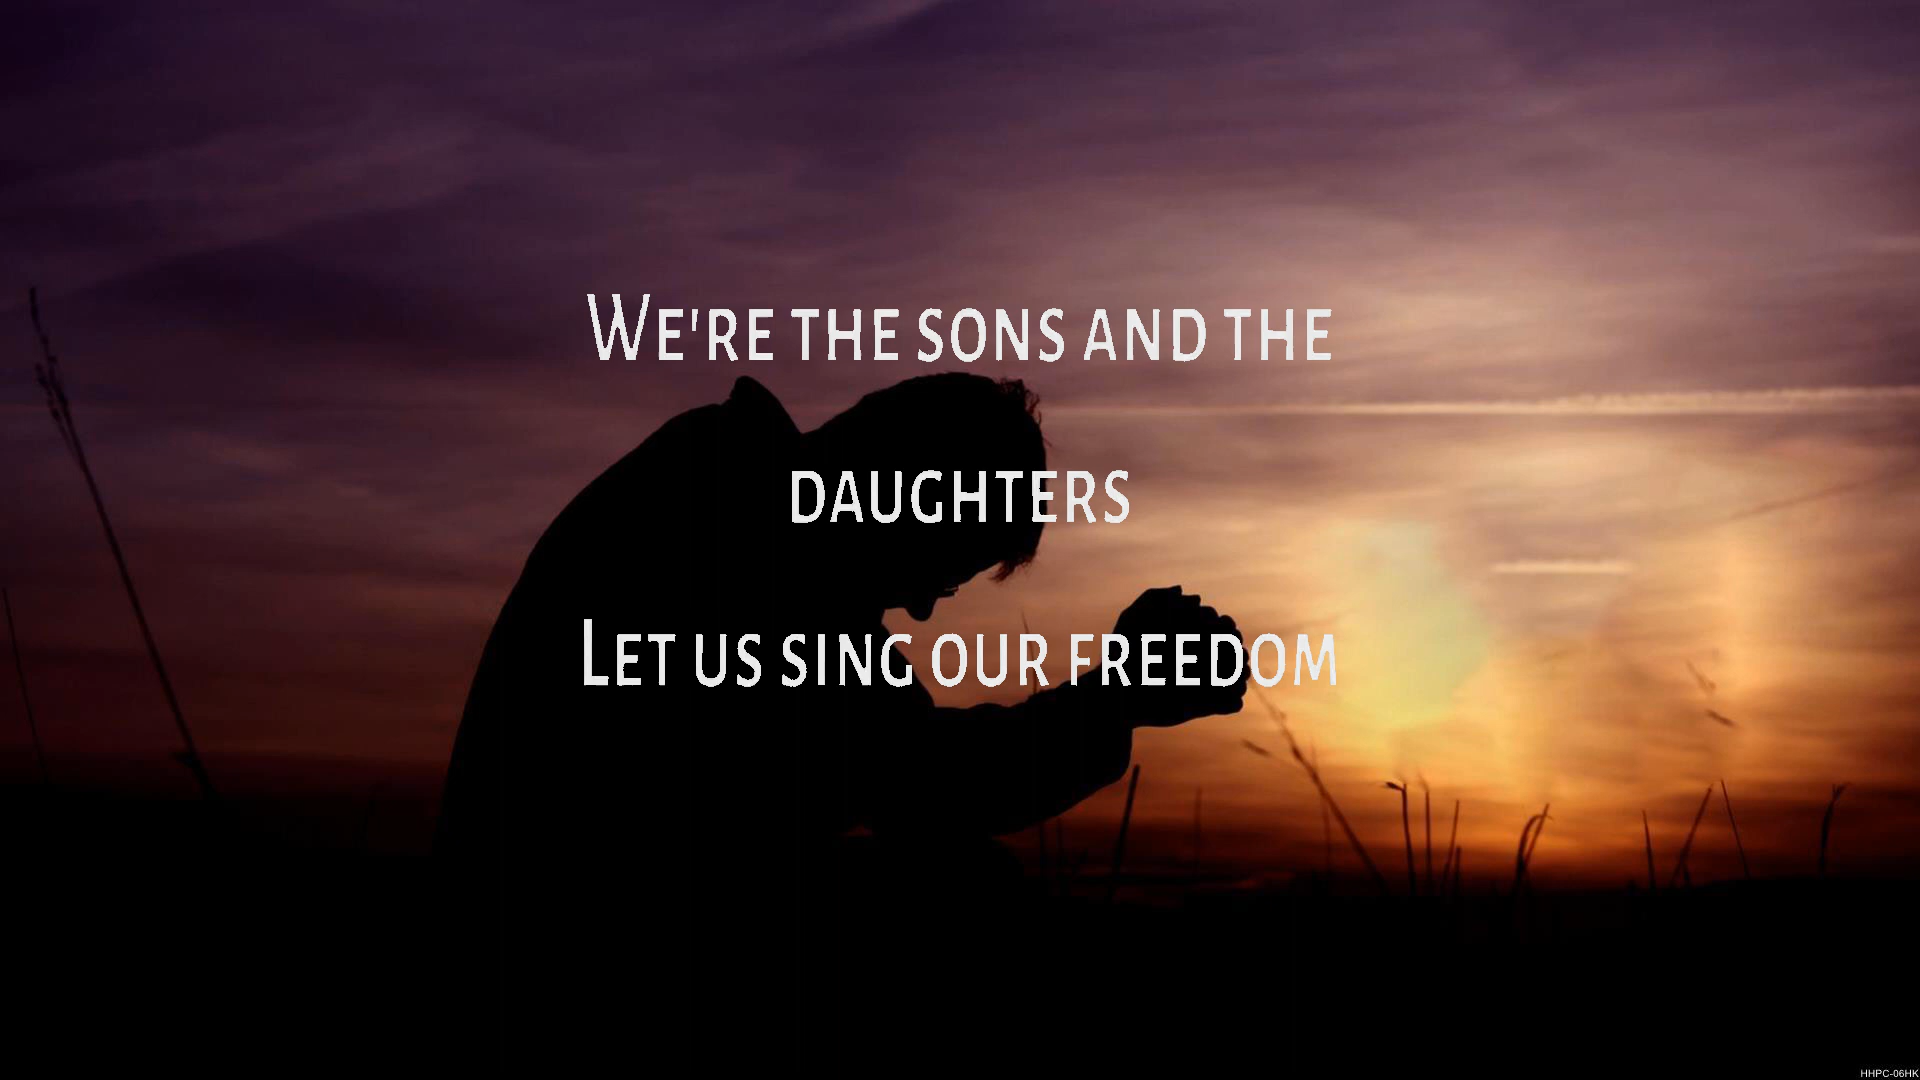 We're the sons and the
daughters
Let us sing our freedom
HHPC-06HK